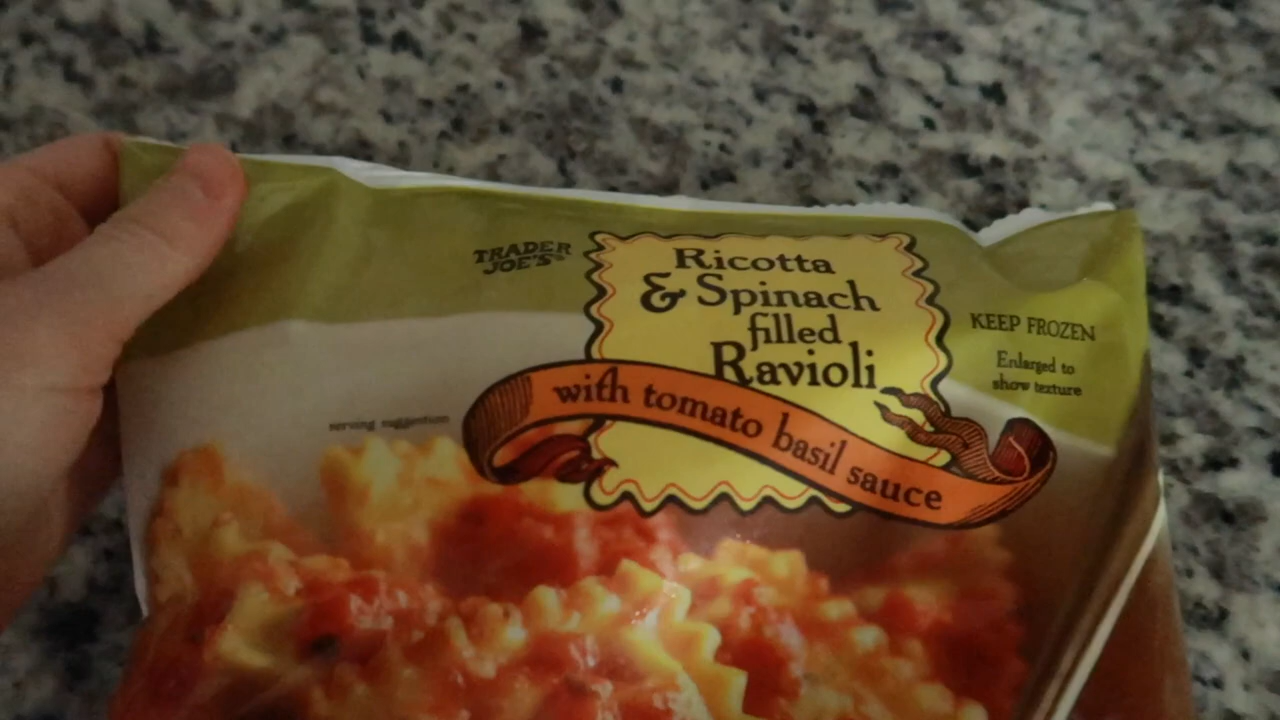 TRADER
JOE'S®
Ricotta
& Spinach
filled
Ravioli
with tomato basil sauce
KEEP FROZEN
Enlarged to
show texture
serving suggestion